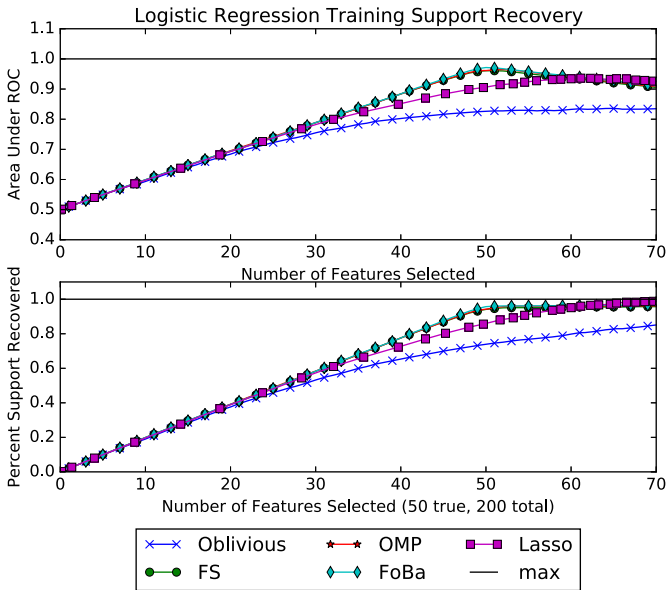 Logistic Regression Training Support Recovery
Area Under ROC
1.1
1.0
0.9
0.8
0.7
0.6
0.5
0.4
0 10 20 30 40 50 60 70
Number of Features Selected
Percent Support Recovered
1.0
0.8
0.6
0.4
0.2
0.0
0 10 20 30 40 50 60 70
Number of Features Selected (50 true, 200 total)
Oblivious OMP Lasso
FS FoBa max